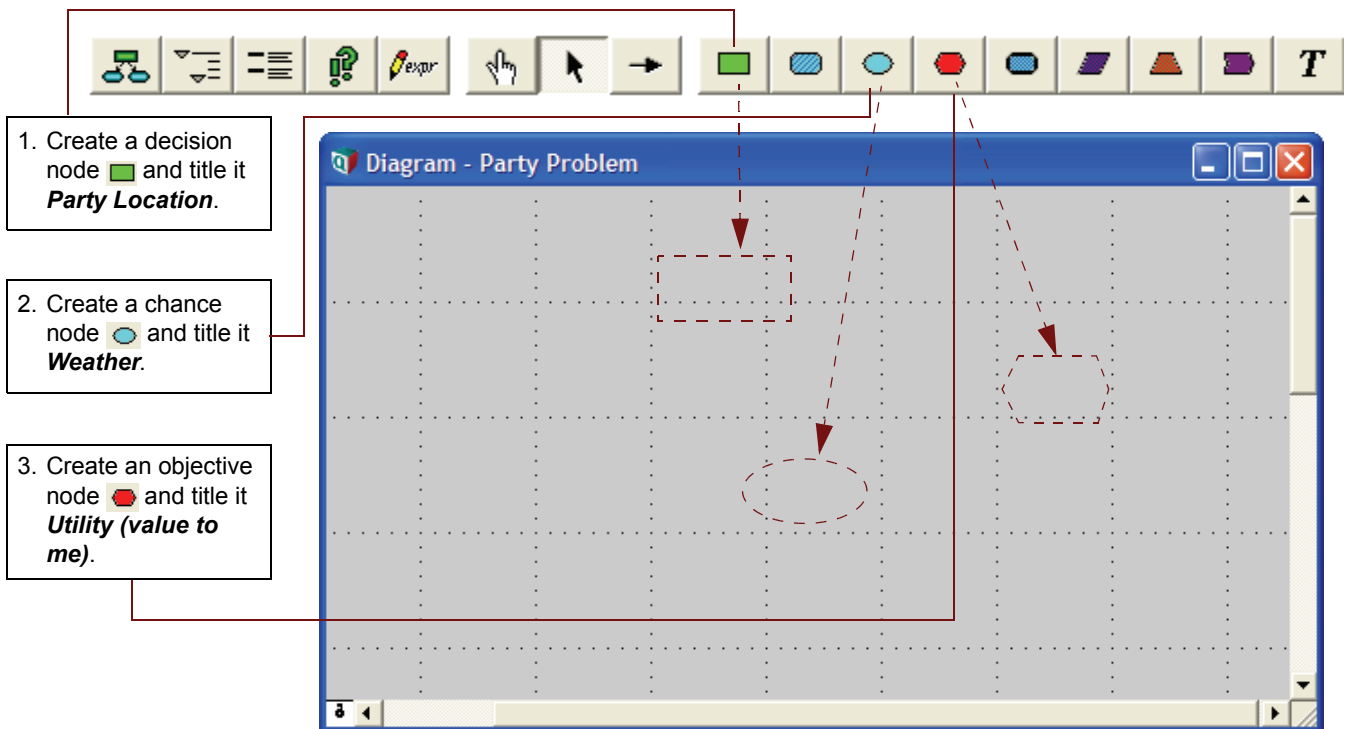 expr
T
1. Create a decision
node and title it
Party Location.
Diagram - Party Problem
2. Create a chance
node and title it
Weather.
3. Create an objective
node and title it
Utility (value to
me).